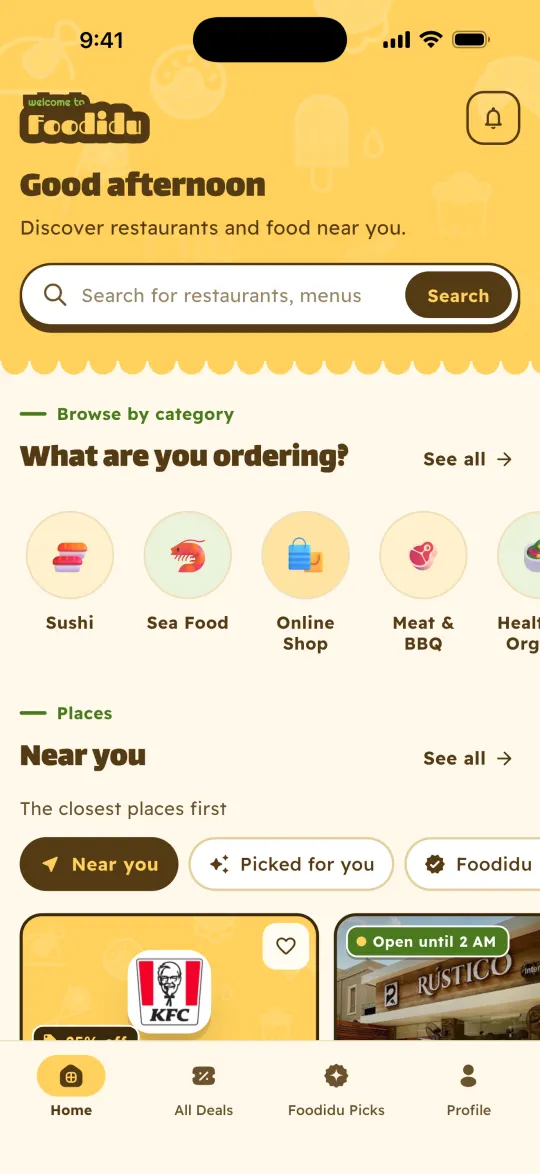 9:41
welcome to
Foodidu
Good afternoon
Discover restaurants and food near you.
Search for restaurants, menus
Search
Browse by category
What are you ordering?
See all
Sushi
Sea Food
Online
Shop
Meat &
BBQ
Places
Near you
See all
The closest places first
Near you
Picked for you
Foodidu
KFC
Open until 2 AM
RÚSTICO
Home
All Deals
Foodidu Picks
Profile